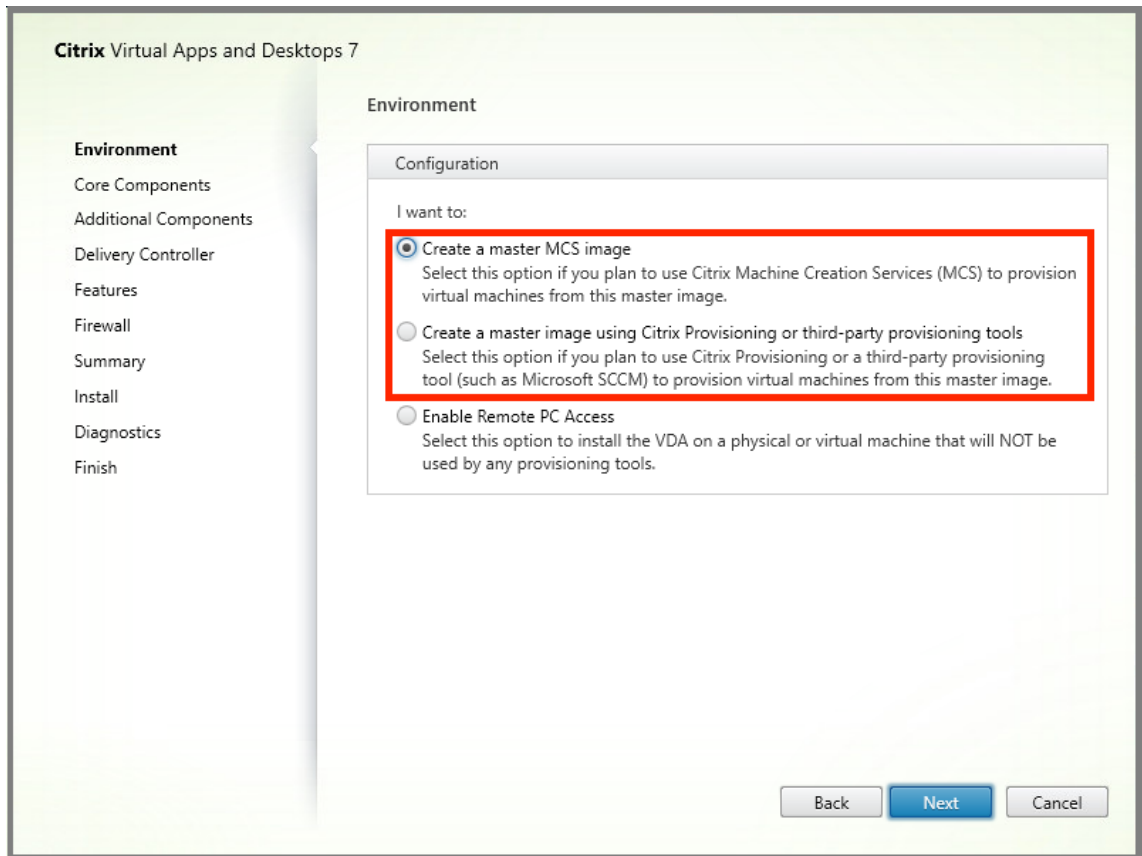 Citrix Virtual Apps and Desktops 7
Environment
Core Components
Additional Components
Delivery Controller
Features
Firewall
Summary
Install
Diagnostics
Finish
Environment
Configuration
I want to:
Create a master MCS image
Select this option if you plan to use Citrix Machine Creation Services (MCS) to provision
virtual machines from this master image.
Create a master image using Citrix Provisioning or third-party provisioning tools
Select this option if you plan to use Citrix Provisioning or a third-party provisioning
tool (such as Microsoft SCCM) to provision virtual machines from this master image.
Enable Remote PC Access
Select this option to install the VDA on a physical or virtual machine that will NOT be
used by any provisioning tools.
Back
Next
Cancel